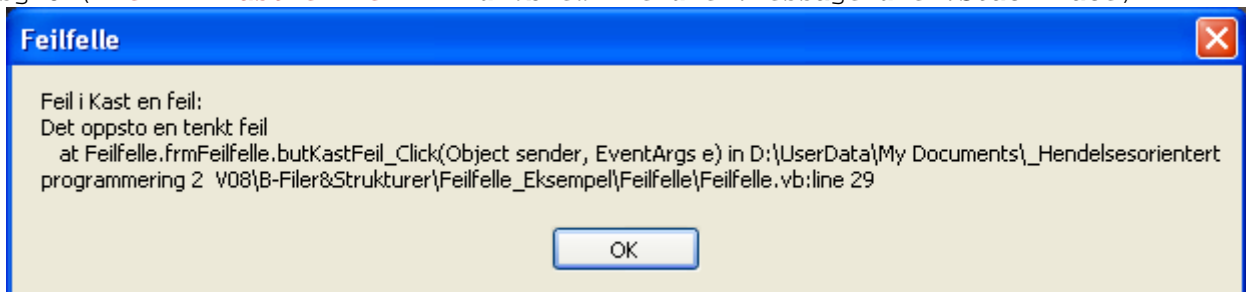 Feilfelle
Feil i Kast en feil:
Det oppsto en tenkt feil
at Feilfelle.frmFeilfelle.butKastFeil_Click(Object sender, EventArgs e) in D:\UserData\My Documents\_Hendelsesorientert
programmering 2 V08\B-Filer&Strukturer\Feilfelle_Eksempel\Feilfelle\Feilfelle.vb:line 29
OK